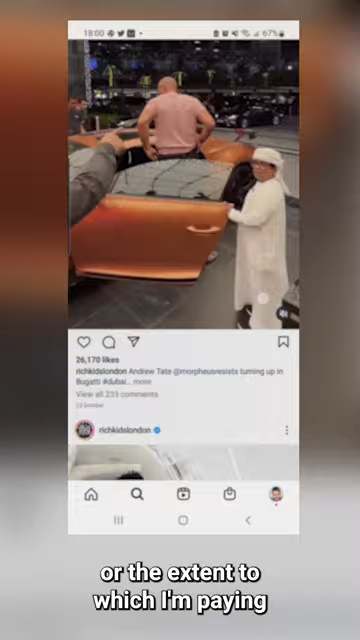 18:00
67%
26,170 likes
richkidslondon Andrew Tate @morpheusresists turning up in
Bugatti #dubai... more
View all 233 comments
richkidslondon
or the extent to
which I'm paying